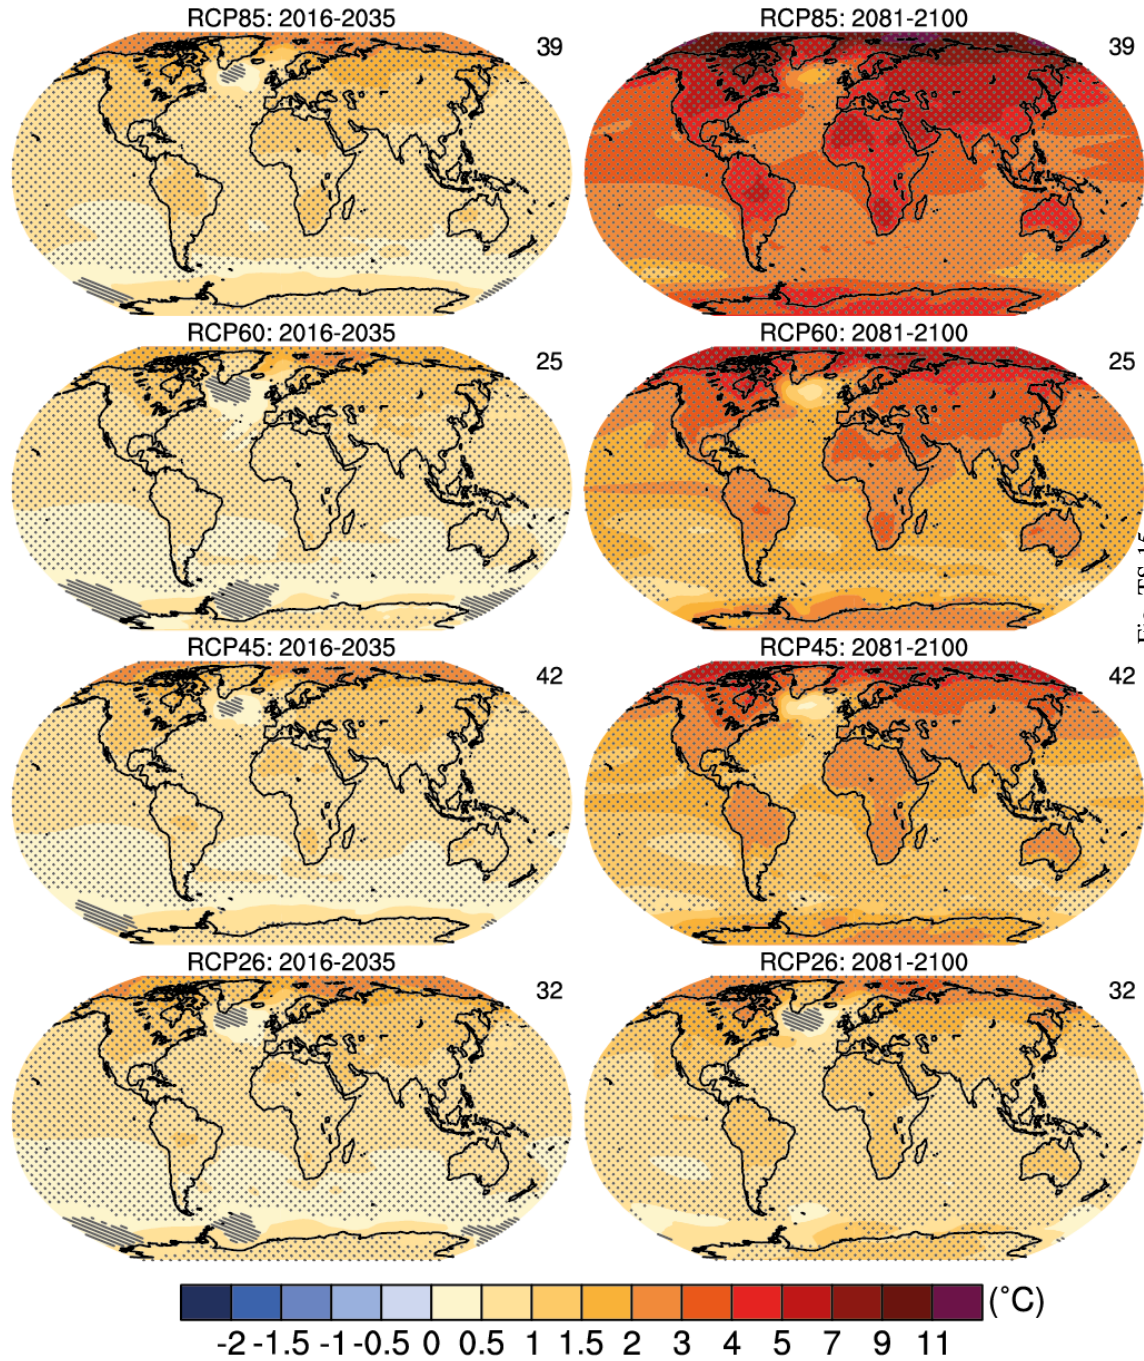 RCP85: 2016-2035
39
RCP85: 2081-2100
39
RCP60: 2016-2035
25
RCP60: 2081-2100
25
RCP45: 2016-2035
42
RCP45: 2081-2100
42
RCP26: 2016-2035
32
RCP26: 2081-2100
32
-2 -1.5 -1 -0.5 0 0.5 1 1.5 2 3 4 5 7 9 11 (°C)